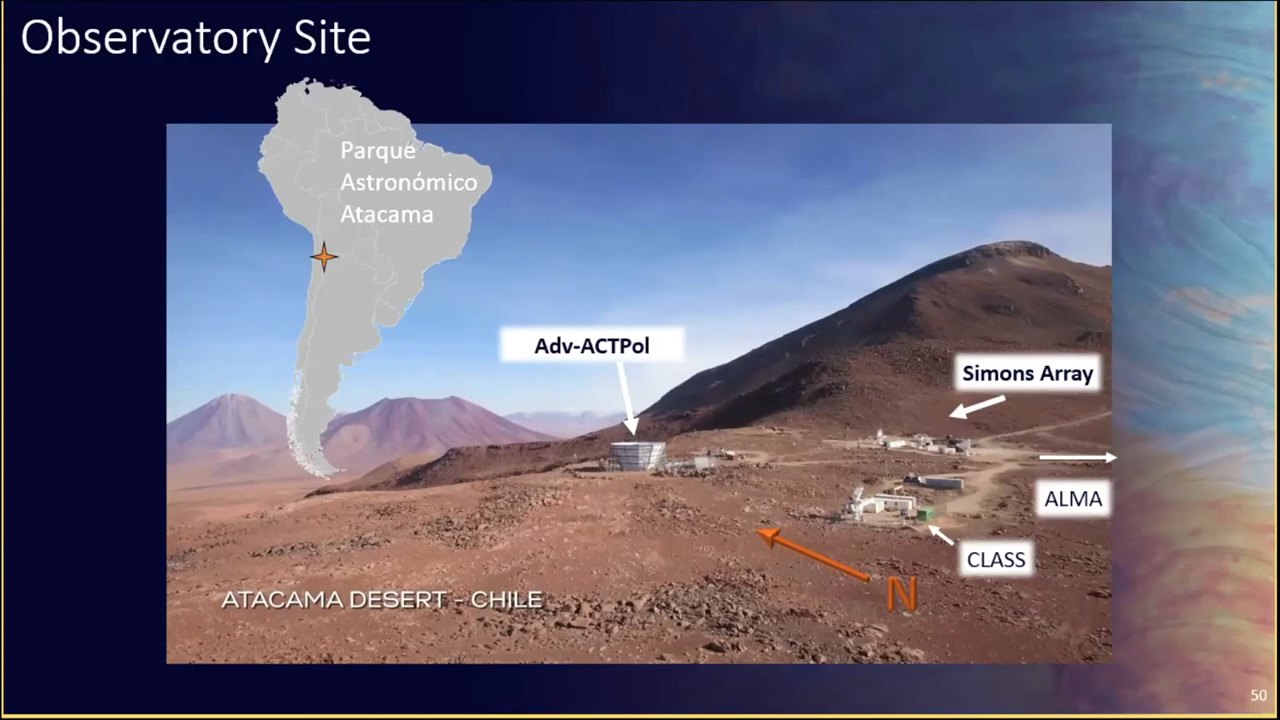 Observatory Site
Parque
Astronómico
Atacama
Adv-ACTPol
Simons Array
ALMA
CLASS
N
ATACAMA DESERT - CHILE
50